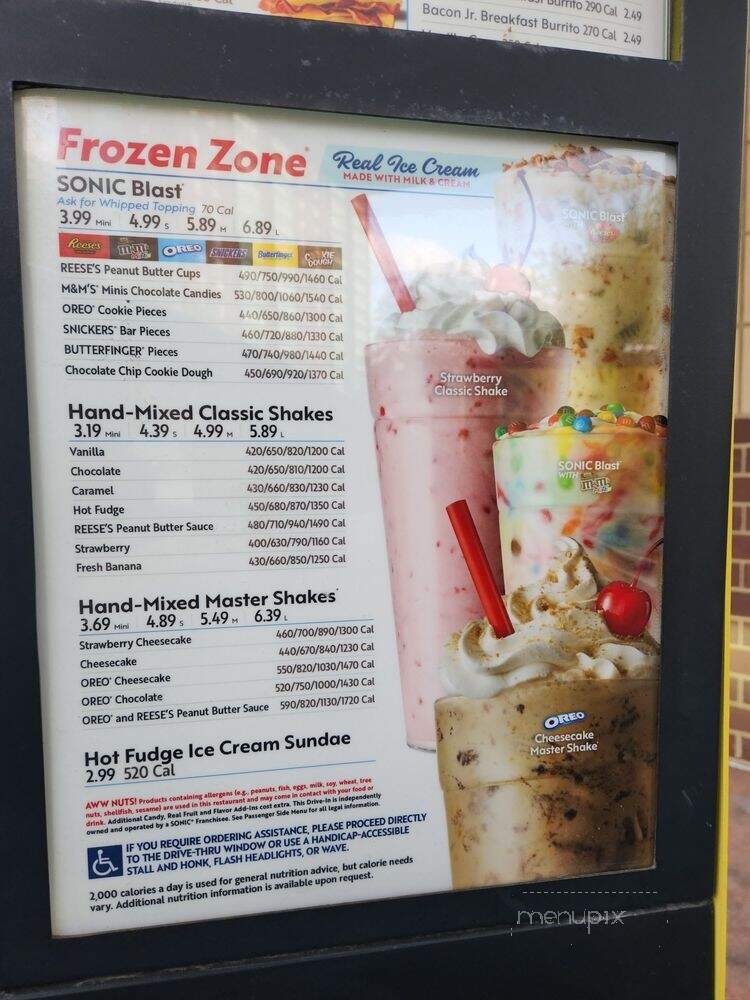 Burrito 290 Cal 2.49
Bacon Jr. Breakfast Burrito 270 Cal 2.49
Frozen Zone
Real Ice Cream
MADE WITH MILK & CREAM
SONIC Blast
Ask for Whipped Topping 70 Cal
3.99 Mini 4.99 S 5.89 M 6.89 L
Reese's m&m's OREO SNICKERS Butterfinger COOKIE DOUGH
REESE'S Peanut Butter Cups 490/750/990/1460 Cal
M&M'S® Minis Chocolate Candies 530/800/1060/1540 Cal
OREO® Cookie Pieces 440/650/860/1300 Cal
SNICKERS® Bar Pieces 460/720/880/1330 Cal
BUTTERFINGER® Pieces 470/740/980/1440 Cal
Chocolate Chip Cookie Dough 450/690/920/1370 Cal
Hand-Mixed Classic Shakes
3.19 Mini 4.39 S 4.99 M 5.89 L
Vanilla 420/650/820/1200 Cal
Chocolate 420/650/810/1200 Cal
Caramel 430/660/830/1230 Cal
Hot Fudge 450/680/870/1350 Cal
REESE'S Peanut Butter Sauce 480/710/940/1490 Cal
Strawberry 400/630/790/1160 Cal
Fresh Banana 430/660/850/1250 Cal
Hand-Mixed Master Shakes®
3.69 Mini 4.89 S 5.49 M 6.39 L
Strawberry Cheesecake 460/700/890/1300 Cal
Cheesecake 440/670/840/1230 Cal
OREO® Cheesecake 550/820/1030/1470 Cal
OREO® Chocolate 520/750/1000/1430 Cal
OREO® and REESE'S Peanut Butter Sauce 590/820/1130/1720 Cal
Hot Fudge Ice Cream Sundae
2.99 520 Cal
AWW NUTS! Products containing allergens (e.g., peanuts, fish, eggs, milk, soy, wheat, tree
nuts, shellfish, sesame) are used in this restaurant and may come in contact with your food or
drink. Additional Candy, Real Fruit and Flavor Add-Ins cost extra. This Drive-In is independently
owned and operated by a SONIC® Franchise. See Passenger Side Menu for all legal information.
IF YOU REQUIRE ORDERING ASSISTANCE, PLEASE PROCEED DIRECTLY
TO THE DRIVE-THRU WINDOW OR USE A HANDICAP-ACCESSIBLE
STALL AND HONK, FLASH HEADLIGHTS, OR WAVE.
2,000 calories a day is used for general nutrition advice, but calorie needs
vary. Additional nutrition information is available upon request.
SONIC Blast®
WITH Reese's
Strawberry
Classic Shake
SONIC Blast®
WITH m&m's
OREO
Cheesecake
Master Shake®
menupix